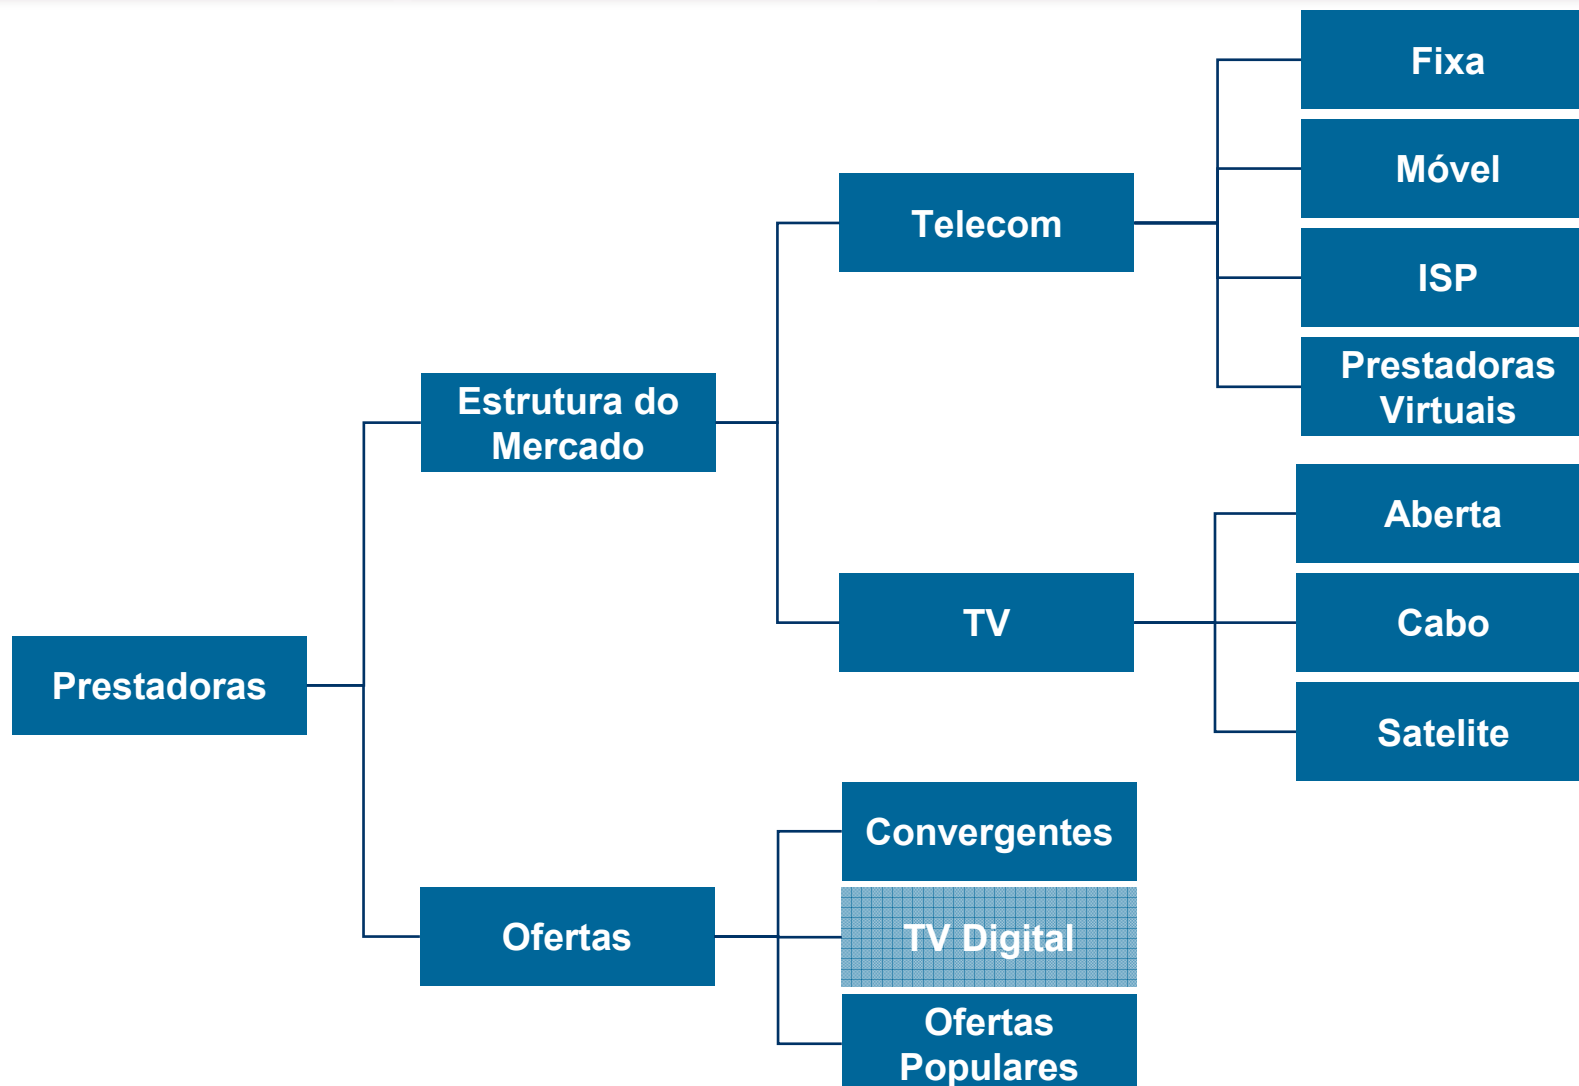 Fixa
Móvel
Telecom
ISP
Prestadoras
Virtuais
Estrutura do
Mercado
Aberta
TV
Cabo
Prestadoras
Satelite
Convergentes
Ofertas
TV Digital
Ofertas
Populares